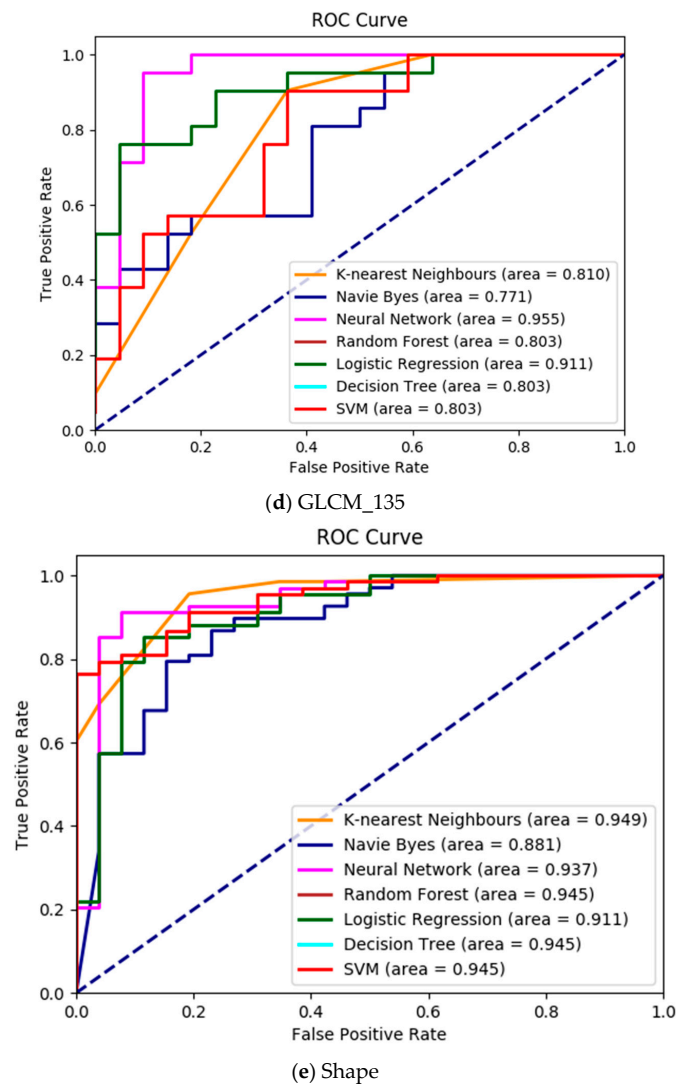 ROC Curve
1.0
0.8
0.6
0.4
0.2
0.0
True Positive Rate
K-nearest Neighbours (area = 0.810)
Navie Byes (area = 0.771)
Neural Network (area = 0.955)
Random Forest (area = 0.803)
Logistic Regression (area = 0.911)
Decision Tree (area = 0.803)
SVM (area = 0.803)
0.0 0.2 0.4 0.6 0.8 1.0
False Positive Rate
(d) GLCM_135
ROC Curve
1.0
0.8
0.6
0.4
0.2
0.0
True Positive Rate
K-nearest Neighbours (area = 0.949)
Navie Byes (area = 0.881)
Neural Network (area = 0.937)
Random Forest (area = 0.945)
Logistic Regression (area = 0.911)
Decision Tree (area = 0.945)
SVM (area = 0.945)
0.0 0.2 0.4 0.6 0.8 1.0
False Positive Rate
(e) Shape